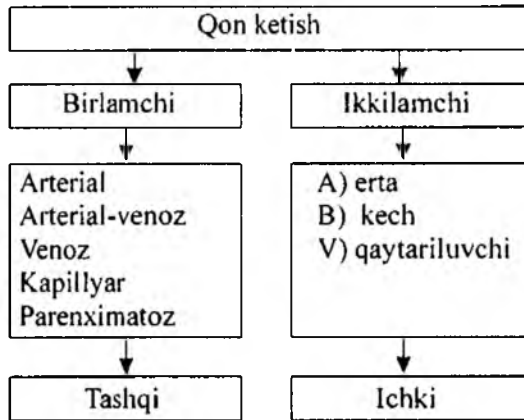 Qon ketish
Birlamchi
Ikkilamchi
Arterial
Arterial-venoz
Venoz
Kapillyar
Parenximatoz
A) erta
B) kech
V) qaytariluvchi
Tashqi
Ichki